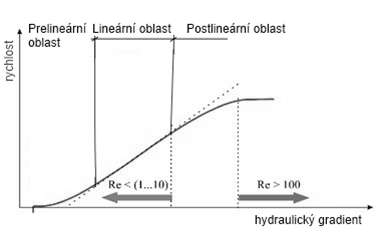 Prelineární oblast
Lineární oblast
Postlineární oblast
rychlost
Re < (1...10)
Re > 100
hydraulický gradient